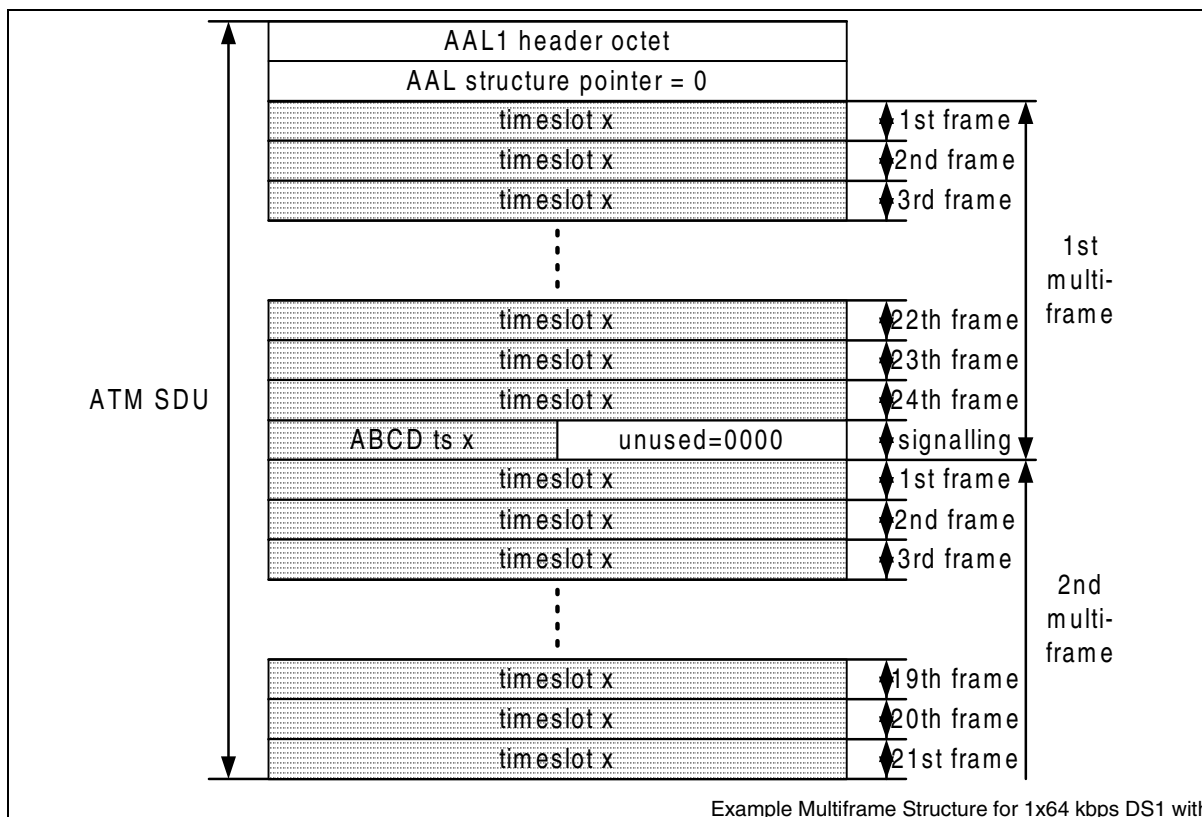 AAL1 header octet
AAL structure pointer = 0
timeslot x
1st frame
timeslot x
2nd frame
timeslot x
3rd frame
1st
multi-
frame
timeslot x
22th frame
timeslot x
23th frame
timeslot x
24th frame
ATM SDU
ABCD ts x
unused=0000
signalling
timeslot x
1st frame
timeslot x
2nd frame
timeslot x
3rd frame
2nd
multi-
frame
timeslot x
19th frame
timeslot x
20th frame
timeslot x
21st frame
Example Multiframe Structure for 1x64 kbps DS1 with